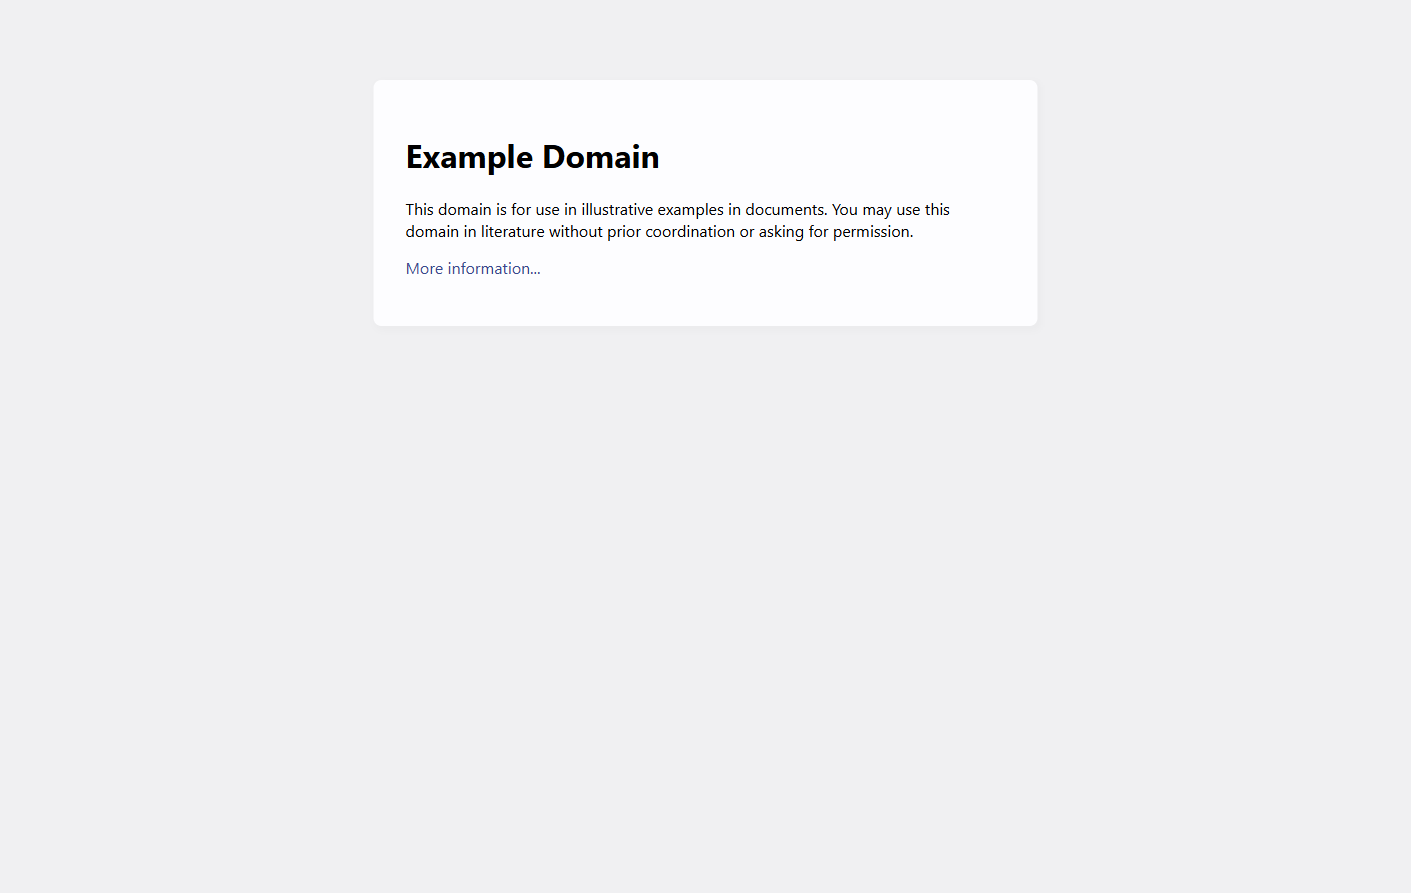 Example Domain
This domain is for use in illustrative examples in documents. You may use this
domain in literature without prior coordination or asking for permission.
More information...